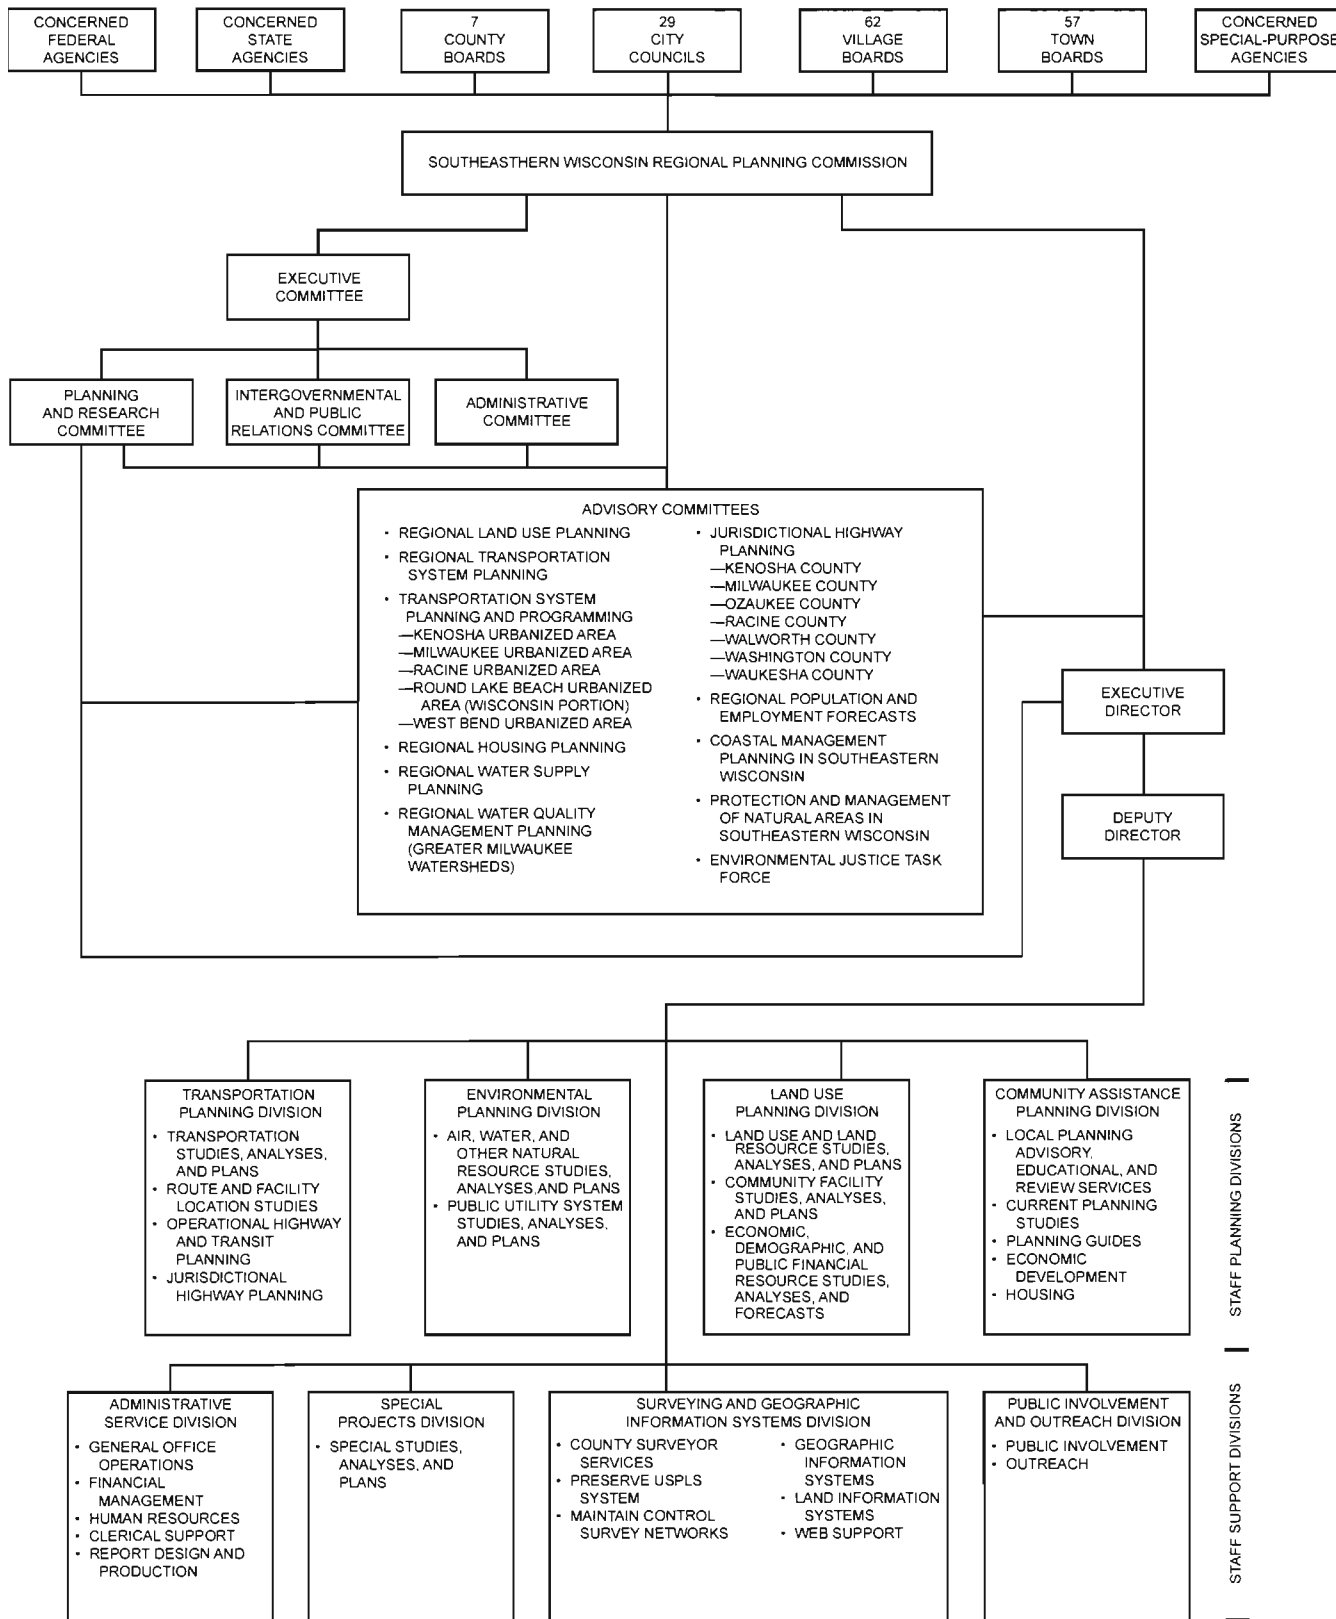 CONCERNED
FEDERAL
AGENCIES
CONCERNED
STATE
AGENCIES
7
COUNTY
BOARDS
29
CITY
COUNCILS
62
VILLAGE
BOARDS
57
TOWN
BOARDS
CONCERNED
SPECIAL-PURPOSE
AGENCIES
SOUTHEASTHERN WISCONSIN REGIONAL PLANNING COMMISSION
EXECUTIVE
COMMITTEE
PLANNING
AND RESEARCH
COMMITTEE
INTERGOVERNMENTAL
AND PUBLIC
RELATIONS COMMITTEE
ADMINISTRATIVE
COMMITTEE
ADVISORY COMMITTEES
• REGIONAL LAND USE PLANNING
• REGIONAL TRANSPORTATION
SYSTEM PLANNING
• TRANSPORTATION SYSTEM
PLANNING AND PROGRAMMING
—KENOSHA URBANIZED AREA
—MILWAUKEE URBANIZED AREA
—RACINE URBANIZED AREA
—ROUND LAKE BEACH URBANIZED
AREA (WISCONSIN PORTION)
—WEST BEND URBANIZED AREA
• REGIONAL HOUSING PLANNING
• REGIONAL WATER SUPPLY
PLANNING
• REGIONAL WATER QUALITY
MANAGEMENT PLANNING
(GREATER MILWAUKEE
WATERSHEDS)
• JURISDICTIONAL HIGHWAY
PLANNING
—KENOSHA COUNTY
—MILWAUKEE COUNTY
—OZAUKEE COUNTY
—RACINE COUNTY
—WALWORTH COUNTY
—WASHINGTON COUNTY
—WAUKESHA COUNTY
• REGIONAL POPULATION AND
EMPLOYMENT FORECASTS
• COASTAL MANAGEMENT
PLANNING IN SOUTHEASTERN
WISCONSIN
• PROTECTION AND MANAGEMENT
OF NATURAL AREAS IN
SOUTHEASTERN WISCONSIN
• ENVIRONMENTAL JUSTICE TASK
FORCE
EXECUTIVE
DIRECTOR
DEPUTY
DIRECTOR
TRANSPORTATION
PLANNING DIVISION
• TRANSPORTATION
STUDIES, ANALYSES,
AND PLANS
• ROUTE AND FACILITY
LOCATION STUDIES
• OPERATIONAL HIGHWAY
AND TRANSIT
PLANNING
• JURISDICTIONAL
HIGHWAY PLANNING
ENVIRONMENTAL
PLANNING DIVISION
• AIR, WATER, AND
OTHER NATURAL
RESOURCE STUDIES,
ANALYSES, AND PLANS
• PUBLIC UTILITY SYSTEM
STUDIES, ANALYSES,
AND PLANS
LAND USE
PLANNING DIVISION
• LAND USE AND LAND
RESOURCE STUDIES,
ANALYSES, AND PLANS
• COMMUNITY FACILITY
STUDIES, ANALYSES,
AND PLANS
• ECONOMIC,
DEMOGRAPHIC, AND
PUBLIC FINANCIAL
RESOURCE STUDIES,
ANALYSES, AND
FORECASTS
COMMUNITY ASSISTANCE
PLANNING DIVISION
• LOCAL PLANNING
ADVISORY,
EDUCATIONAL, AND
REVIEW SERVICES
• CURRENT PLANNING
STUDIES
• PLANNING GUIDES
• ECONOMIC
DEVELOPMENT
• HOUSING
STAFF PLANNING DIVISIONS
ADMINISTRATIVE
SERVICE DIVISION
• GENERAL OFFICE
OPERATIONS
• FINANCIAL
MANAGEMENT
• HUMAN RESOURCES
• CLERICAL SUPPORT
• REPORT DESIGN AND
PRODUCTION
SPECIAL
PROJECTS DIVISION
• SPECIAL STUDIES,
ANALYSES, AND
PLANS
SURVEYING AND GEOGRAPHIC
INFORMATION SYSTEMS DIVISION
• COUNTY SURVEYOR
SERVICES
• PRESERVE USPLS
SYSTEM
• MAINTAIN CONTROL
SURVEY NETWORKS
• GEOGRAPHIC
INFORMATION
SYSTEMS
• LAND INFORMATION
SYSTEMS
• WEB SUPPORT
PUBLIC INVOLVEMENT
AND OUTREACH DIVISION
• PUBLIC INVOLVEMENT
• OUTREACH
STAFF SUPPORT DIVISIONS